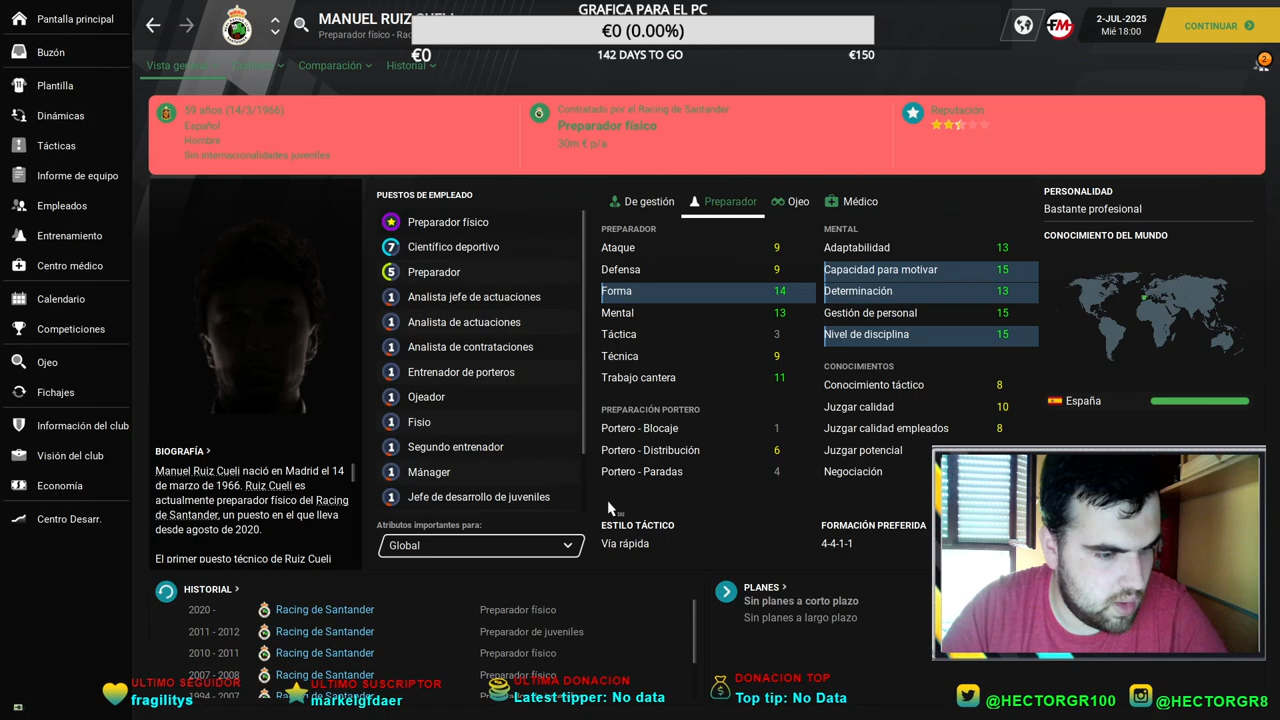 Pantalla principal
Buzón
Plantilla
Dinámicas
Tácticas
Informe de equipo
Empleados
Entrenamiento
Centro médico
Calendario
Competiciones
Ojeo
Fichajes
Información del club
Visión del club
Economía
Centro Desarr.
MANUEL RUIZ CUELI
Preparador físico - Rac
GRAFICA PARA EL PC
€0 (0.00%)
€0
142 DAYS TO GO
€150
FM
2-JUL-2025
Mié 18:00
CONTINUAR
2
Vista general
Comparación
Historial
59 años (14/3/1966)
Español
Hombre
Sin internacionalidades juveniles
Contratado por el Racing de Santander
Preparador físico
30m € p/a
Reputación
BIOGRAFÍA >
Manuel Ruiz Cueli nació en Madrid el 14
de marzo de 1966. Ruiz Cueli es
actualmente preparador físico del Racing
de Santander, un puesto en el que lleva
desde agosto de 2020.
El primer puesto técnico de Ruiz Cueli
PUESTOS DE EMPLEADO
Preparador físico
7 Científico deportivo
5 Preparador
1 Analista jefe de actuaciones
1 Analista de actuaciones
1 Analista de contrataciones
1 Entrenador de porteros
1 Ojeador
1 Fisio
1 Segundo entrenador
1 Mánager
1 Jefe de desarrollo de juveniles
Atributos importantes para:
Global
De gestión
Preparador
Ojeo
Médico
PREPARADOR
Ataque 9
Defensa 9
Forma 14
Mental 13
Táctica 3
Técnica 9
Trabajo cantera 11
PREPARACIÓN PORTERO
Portero - Blocaje 1
Portero - Distribución 6
Portero - Paradas 4
ESTILO TÁCTICO
Vía rápida
MENTAL
Adaptabilidad 13
Capacidad para motivar 15
Determinación 13
Gestión de personal 15
Nivel de disciplina 15
CONOCIMIENTOS
Conocimiento táctico 8
Juzgar calidad 10
Juzgar calidad empleados 8
Juzgar potencial
Negociación
FORMACIÓN PREFERIDA
4-4-1-1
PERSONALIDAD
Bastante profesional
CONOCIMIENTO DEL MUNDO
España
HISTORIAL >
2020 - Racing de Santander Preparador físico
2011 - 2012 Racing de Santander Preparador de juveniles
2010 - 2011 Racing de Santander Preparador físico
2007 - 2008 Racing de Santander Preparador físico
1994 - 2007 Racing de Santander
PLANES >
Sin planes a corto plazo
Sin planes a largo plazo
ULTIMO SEGUIDOR
fragilitys
ULTIMO SUSCRIPTOR
markelgfdaer
ULTIMA DONACION
Latest tipper: No data
DONACION TOP
Top tip: No Data
@HECTORGR100
@HECTORGR8